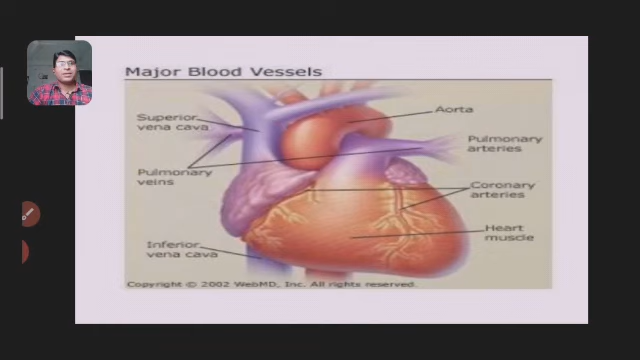 Major Blood Vessels
Superior
vena cava
Aorta
Pulmonary
arteries
Pulmonary
veins
Coronary
arteries
Heart
muscle
Inferior
vena cava
Copyright © 2002 WebMD, Inc. All rights reserved.